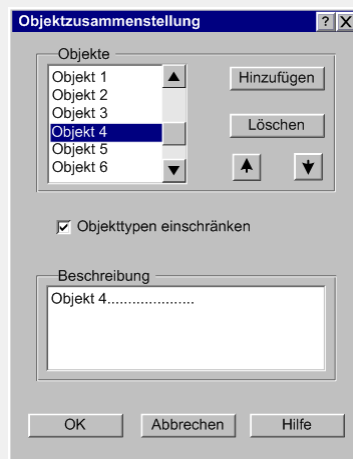 Objektzusammenstellung
Objekte
Objekt 1
Objekt 2
Objekt 3
Objekt 4
Objekt 5
Objekt 6
Hinzufügen
Löschen
Objekttypen einschränken
Beschreibung
Objekt 4.....................
OK Abbrechen Hilfe